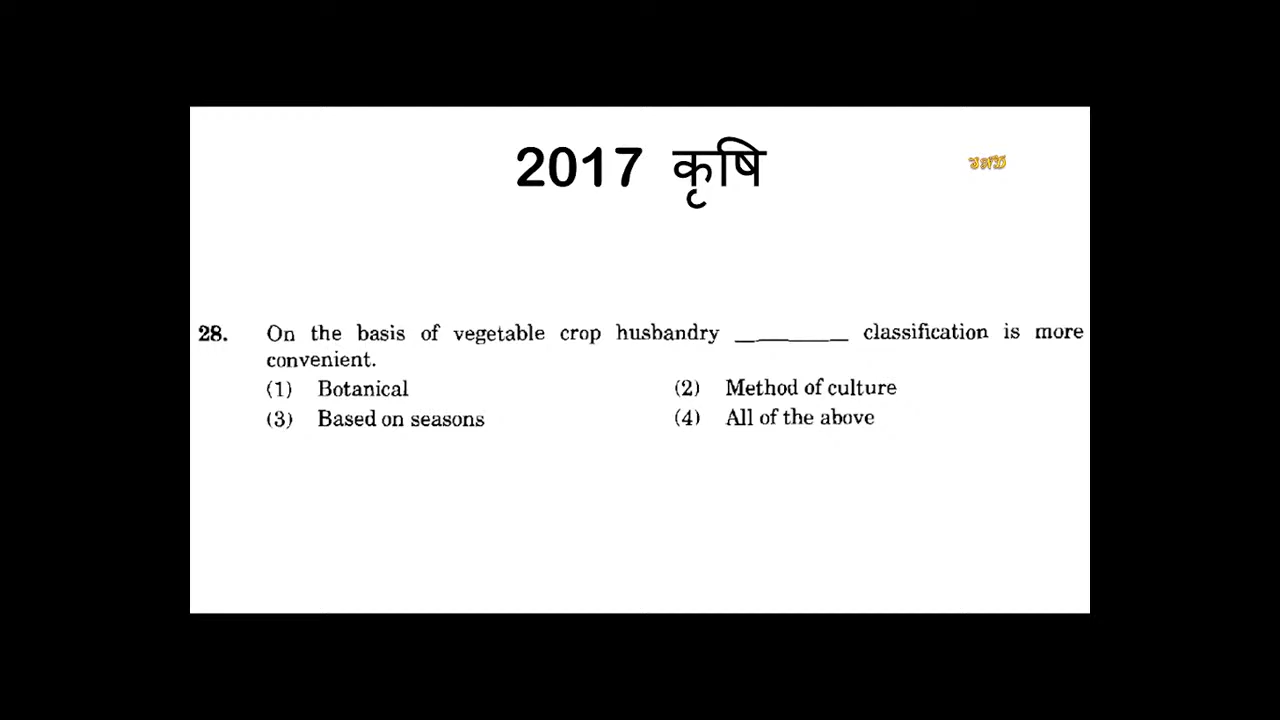 2017 कृषि
28. On the basis of vegetable crop husbandry ________ classification is more
convenient.
(1) Botanical (2) Method of culture
(3) Based on seasons (4) All of the above